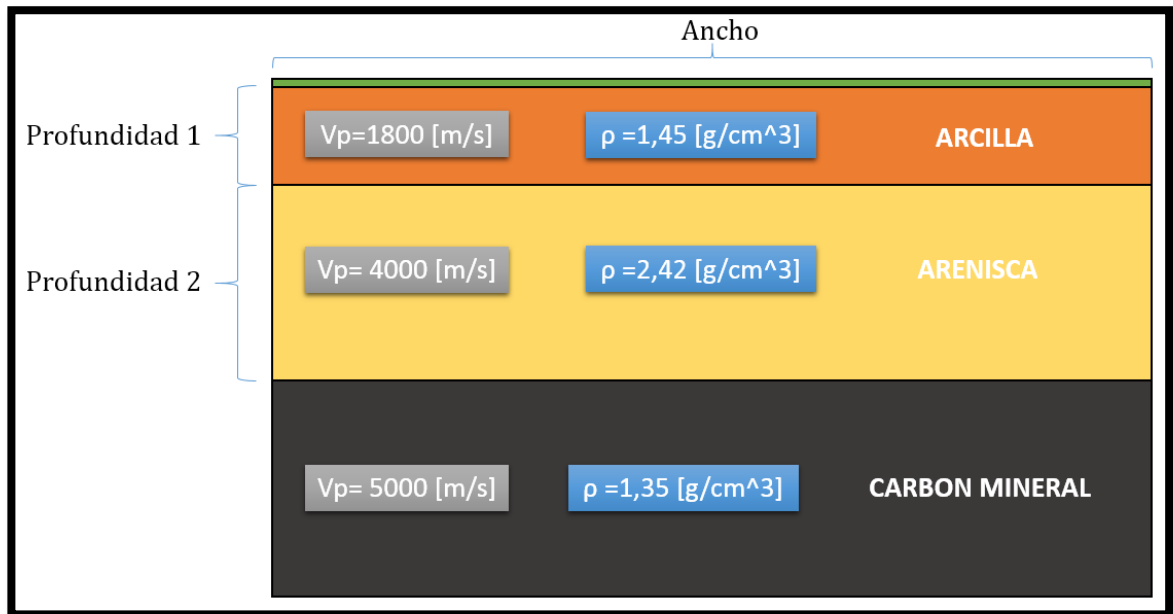 Ancho
Profundidad 1
Vp=1800 [m/s]
ρ =1,45 [g/cm^3]
ARCILLA
Profundidad 2
Vp= 4000 [m/s]
ρ =2,42 [g/cm^3]
ARENISCA
Vp= 5000 [m/s]
ρ =1,35 [g/cm^3]
CARBON MINERAL